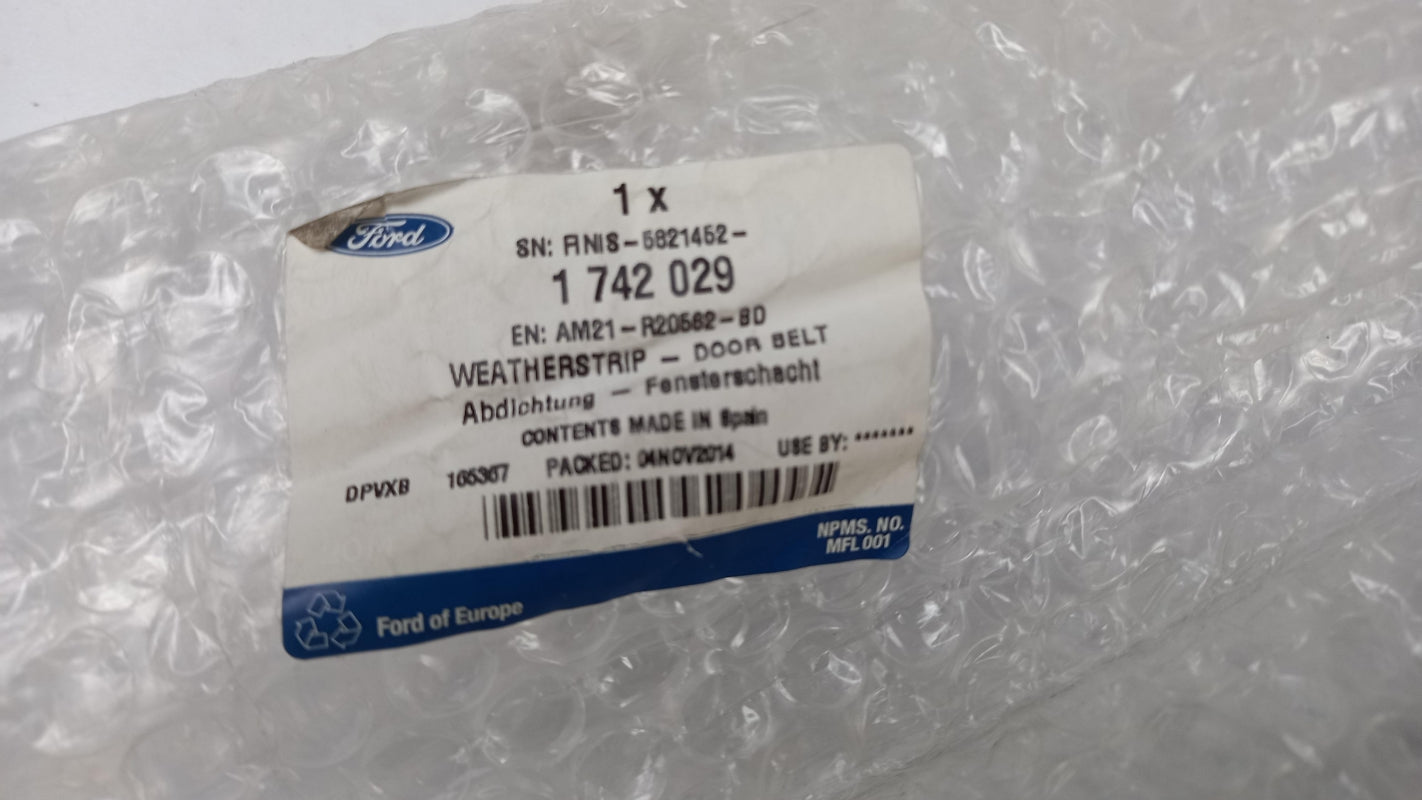 Ford
1 x
SN: FINIS-5821452-
1 742 029
EN: AM21-R20562-BD
WEATHERSTRIP - DOOR BELT
Abdichtung - Fensterschacht
CONTENTS MADE IN Spain
DPVXB 165367 PACKED: 04NOV2014 USE BY: *******
NPMS. NO.
MFL 001
Ford of Europe